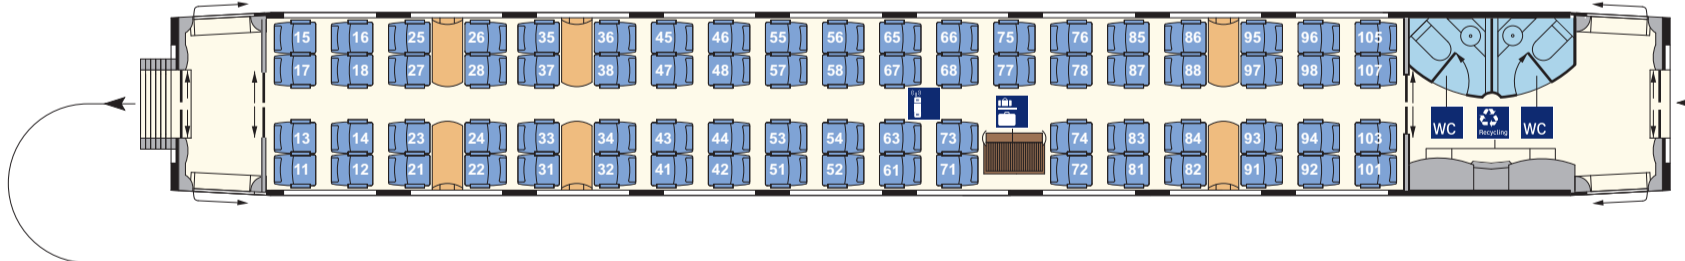 15 16 25 26 35 36 45 46 55 56 65 66 75 76 85 86 95 96 105
17 18 27 28 37 38 47 48 57 58 67 68 77 78 87 88 97 98 107
WC Recycling WC
13 14 23 24 33 34 43 44 53 54 63 73 74 83 84 93 94 103
11 12 21 22 31 32 41 42 51 52 61 71 72 81 82 91 92 101